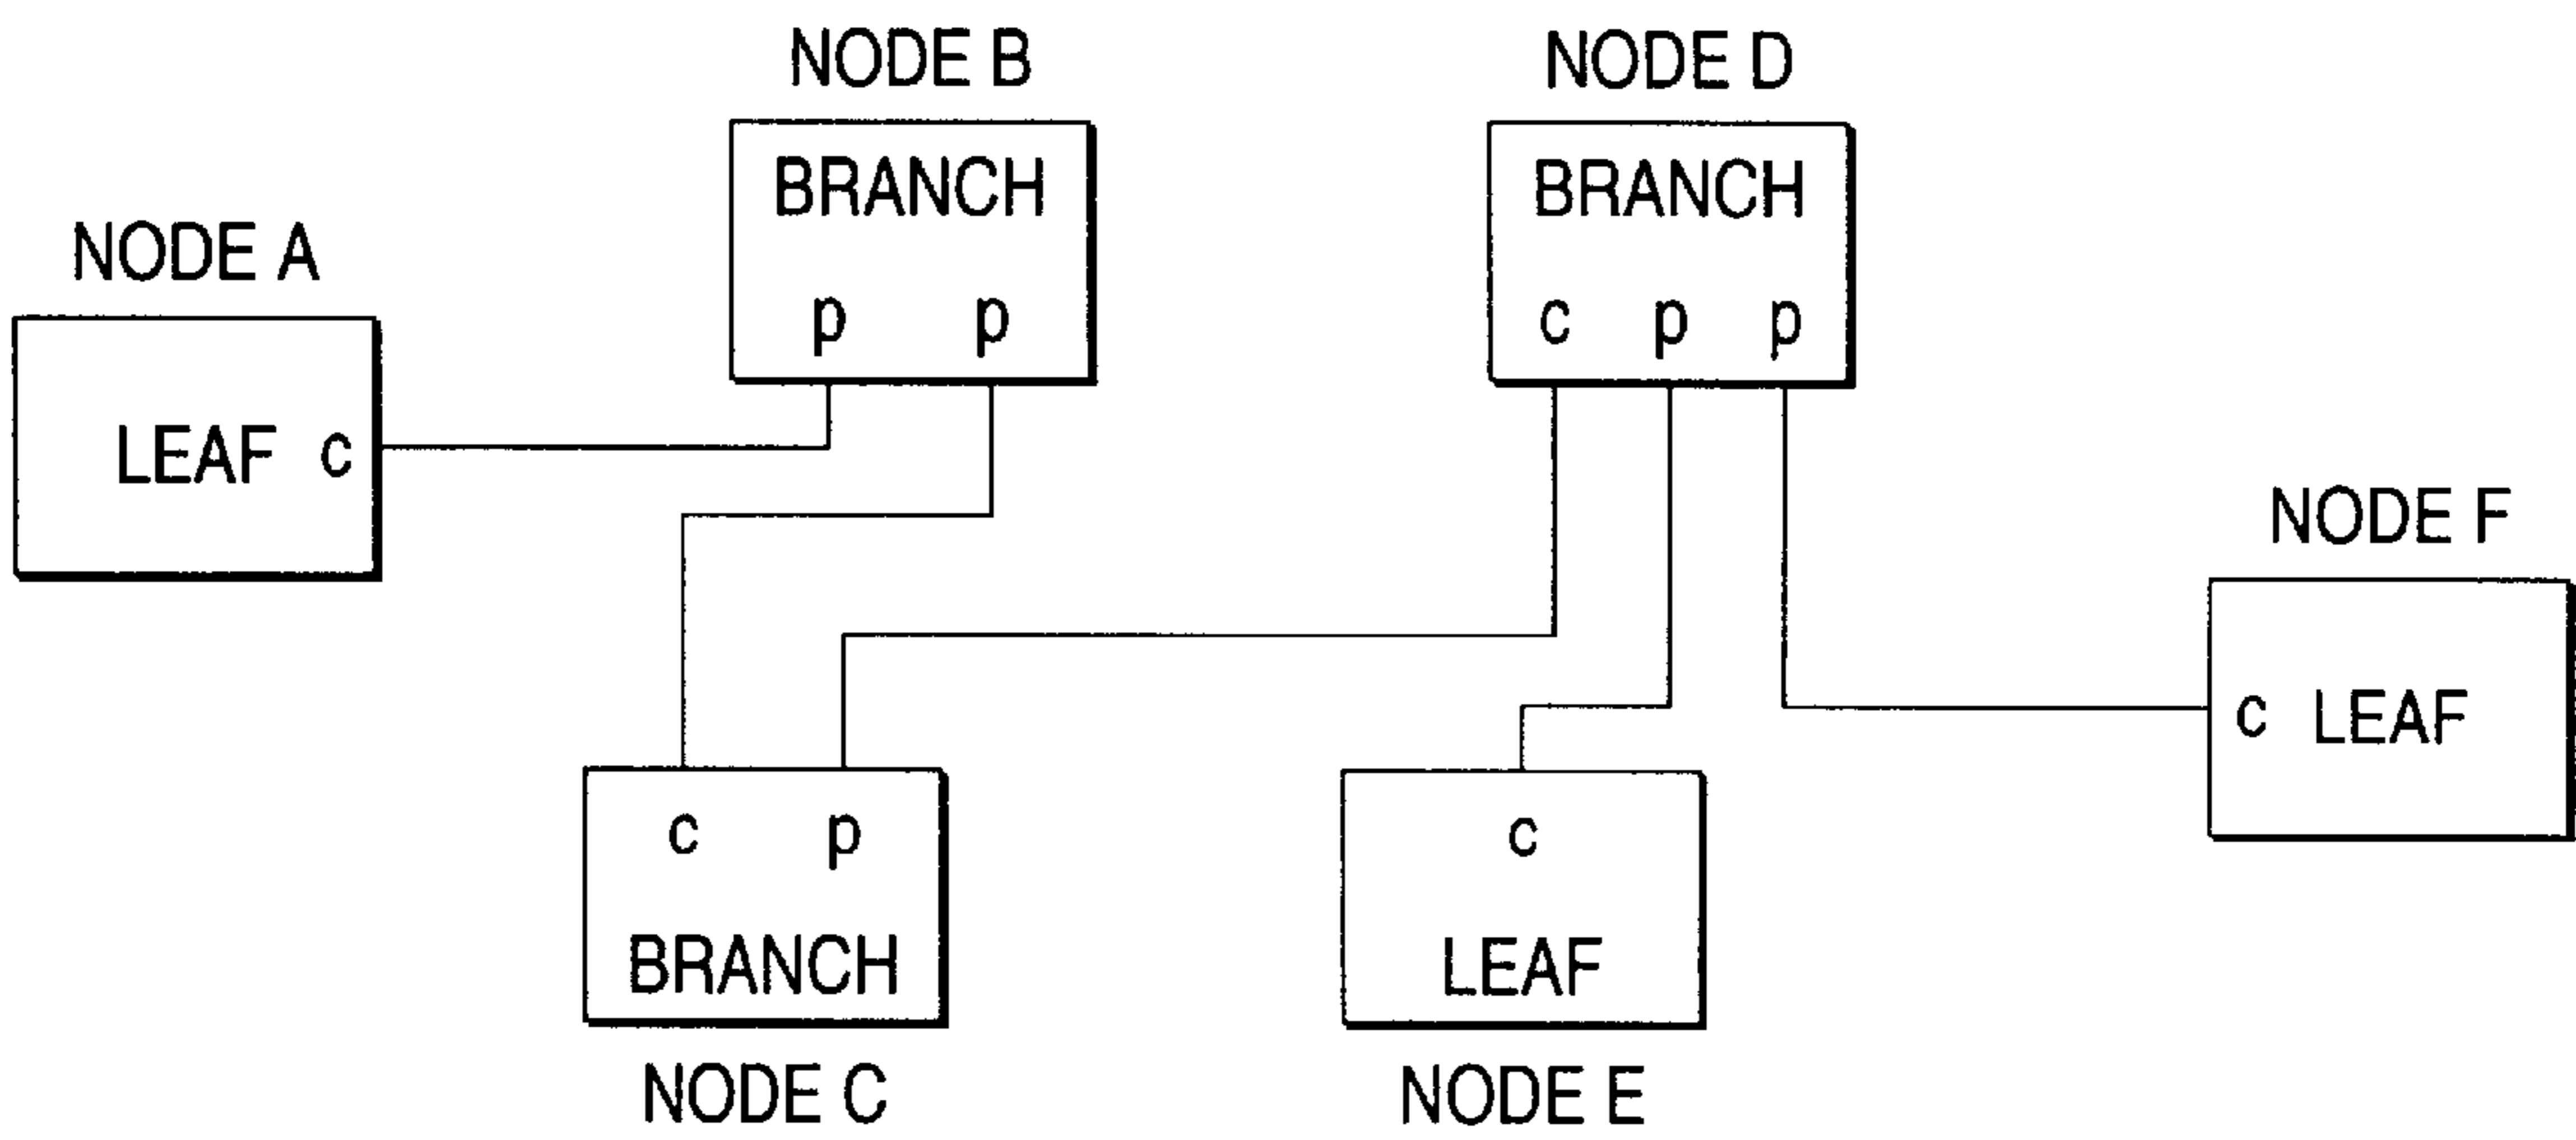 NODE B
NODE D
BRANCH
BRANCH
NODE A
p p
c p p
LEAF c
NODE F
c LEAF
c p
c
BRANCH
LEAF
NODE C
NODE E